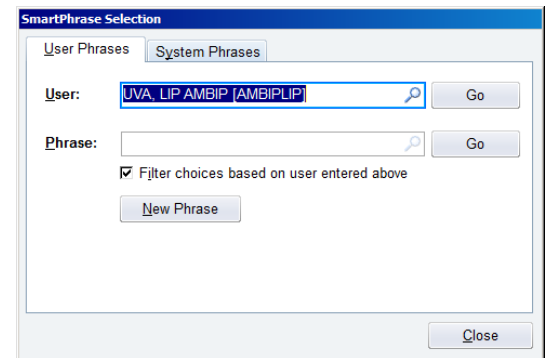 SmartPhrase Selection
User Phrases System Phrases
User: UVA, LIP AMBIP [AMBIPLIP] Go
Phrase: Go
Filter choices based on user entered above
New Phrase
Close